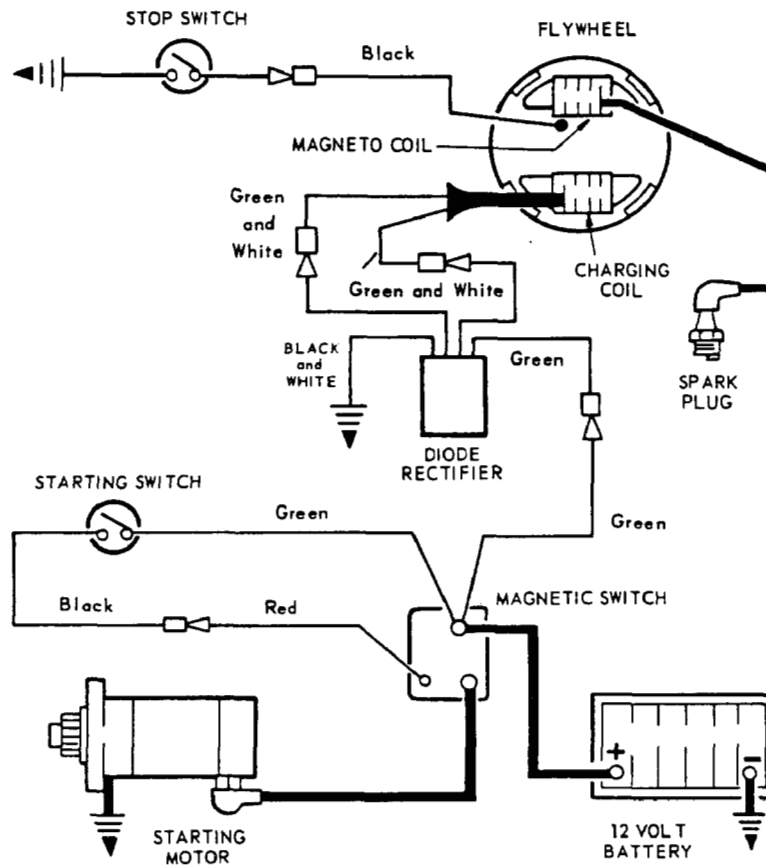 STOP SWITCH
FLYWHEEL
Black
MAGNETO COIL
Green
and
White
CHARGING
COIL
Green and White
BLACK
and
WHITE
Green
SPARK
PLUG
DIODE
RECTIFIER
STARTING SWITCH
Green
Green
MAGNETIC SWITCH
Black
Red
+
-
STARTING
MOTOR
12 VOLT
BATTERY